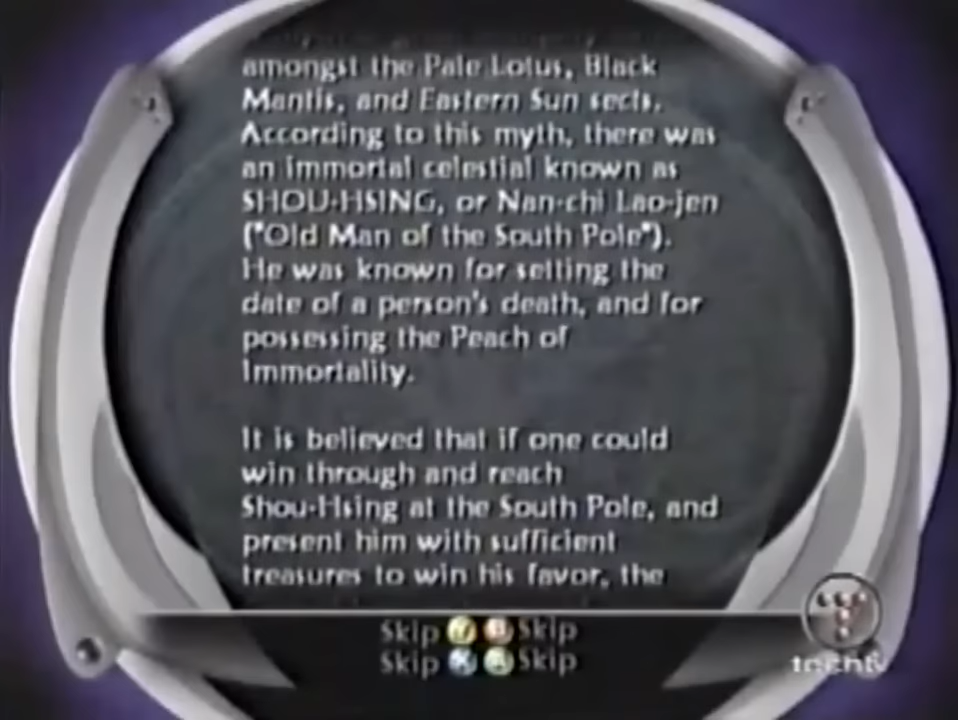 amongst the Pale Lotus, Black
Mantis, and Eastern Sun sects.
According to this myth, there was
an immortal celestial known as
SHOU-HSING, or Nan-chi Lao-jen
("Old Man of the South Pole").
He was known for setting the
date of a person's death, and for
possessing the Peach of
Immortality.
It is believed that if one could
win through and reach
Shou-Hsing at the South Pole, and
present him with sufficient
treasures to win his favor, the
Skip Y B Skip
Skip X A Skip
techtv